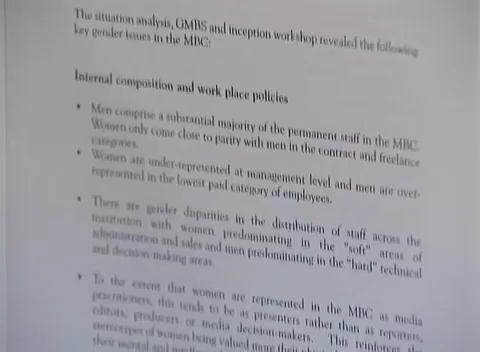 The situation analysis, GMBS and inception workshop revealed the following
key gender issues in the MBC:
Internal composition and work place policies
• Men comprise a substantial majority of the permanent staff in the MBC.
Women only come close to parity with men in the contract and freelance
categories.
• Women are under-represented at management level and men are over-
represented in the lowest paid category of employees.
• There are gender disparities in the distribution of staff across the
institution with women predominating in the "soft" areas of
administration and sales and men predominating in the "hard" technical
and decision-making areas.
• To the extent that women are represented in the MBC as media
practitioners, this tends to be as presenters rather than as reporters,
editors, producers or media decision-makers. This reinforces the
stereotypes of women being valued more
their mental and